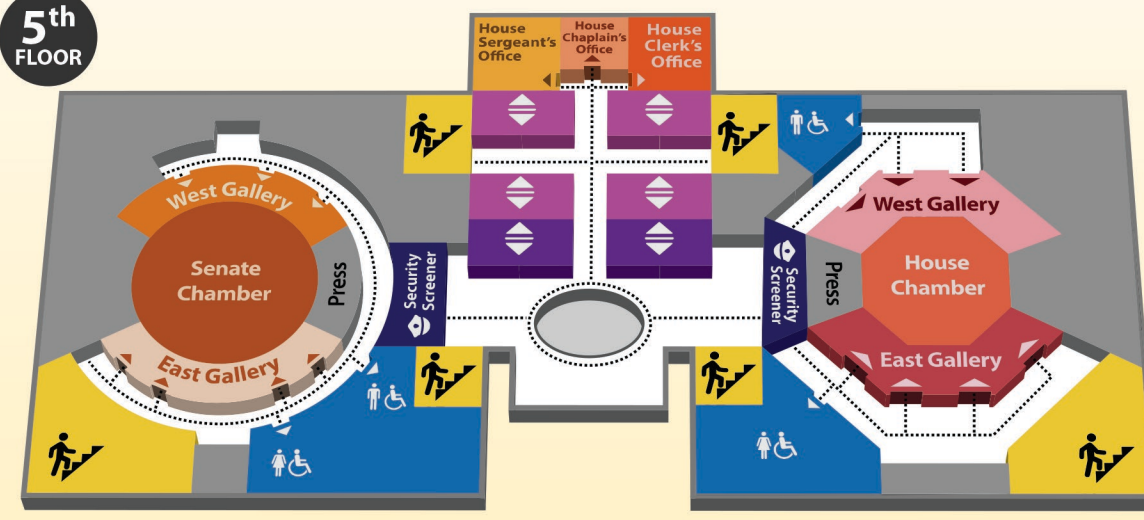 5th
FLOOR
House
Sergeant's
Office
House
Chaplain's
Office
House
Clerk's
Office
West Gallery
Senate
Chamber
Press
East Gallery
Security
Screener
Security
Screener
West Gallery
Press
House
Chamber
East Gallery